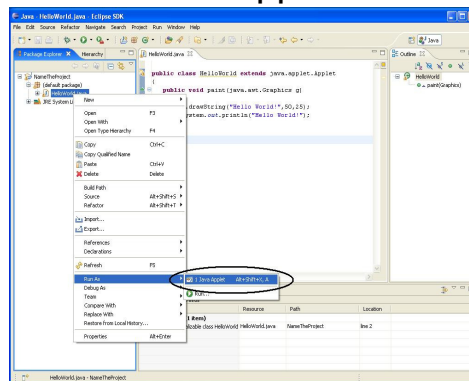 Java - HelloWorld.java - Eclipse SDK
File Edit Source Refactor Navigate Search Project Run Window Help
Java
Package Explorer Hierarchy
HelloWorld.java
Outline
NameTheProject
(default package)
HelloWorld.java
JRE System Li
public class HelloWorld extends java.applet.Applet
{
public void paint(java.awt.Graphics g)
drawString("Hello World!",50,25);
ystem.out.println("Hello World!");
HelloWorld
paint(Graphics)
New
Open F3
Open With
Open Type Hierarchy F4
Copy Ctrl+C
Copy Qualified Name
Paste Ctrl+V
Delete Delete
Build Path
Source Alt+Shift+S
Refactor Alt+Shift+T
Import...
Export...
References
Declarations
Refresh F5
Run As
Debug As
Team
Compare With
Replace With
Restore from Local History...
Properties Alt+Enter
1 Java Applet Alt+Shift+X, A
Run...
Resource Path Location
1 item)
alizable class HelloWorld HelloWorld.java NameTheProject line 2
HelloWorld.java - NameTheProject